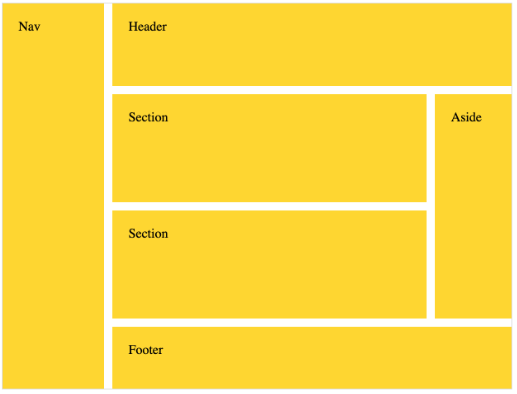 Nav
Header
Section
Aside
Section
Footer